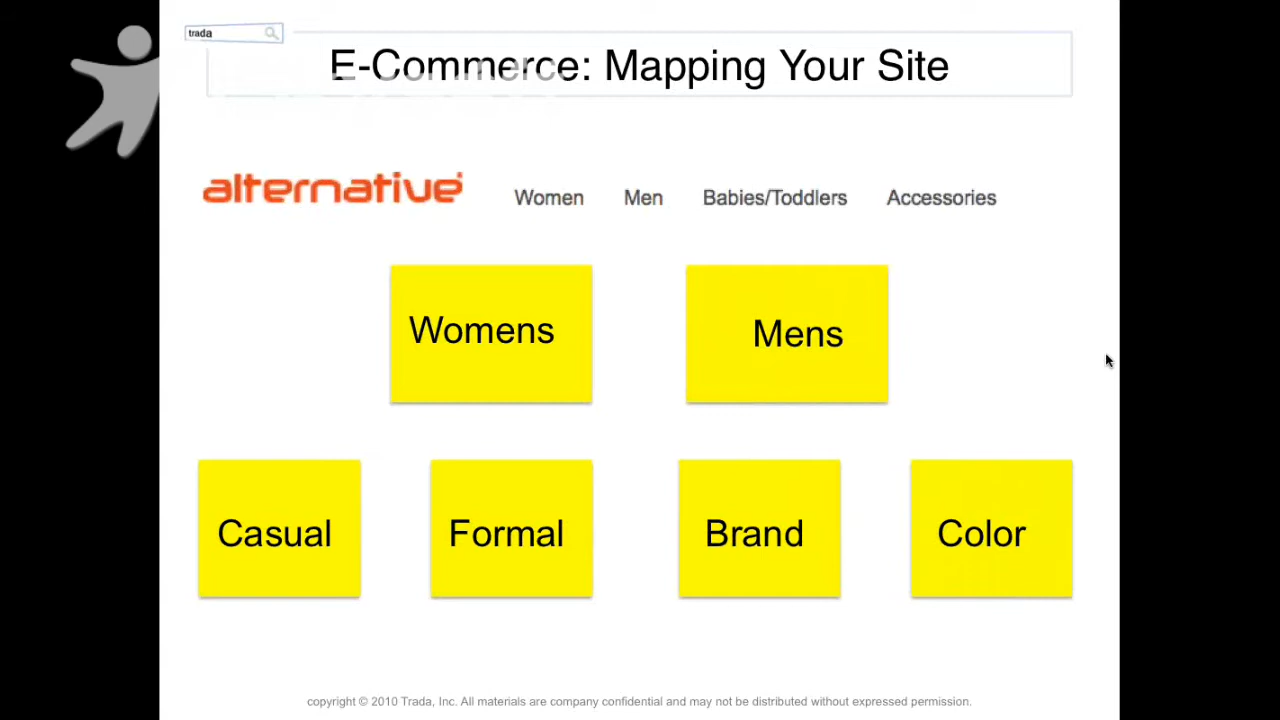 trada
E-Commerce: Mapping Your Site
alternative
Women Men Babies/Toddlers Accessories
Womens Mens
Casual Formal Brand Color
copyright © 2010 Trada, Inc. All materials are company confidential and may not be distributed without expressed permission.